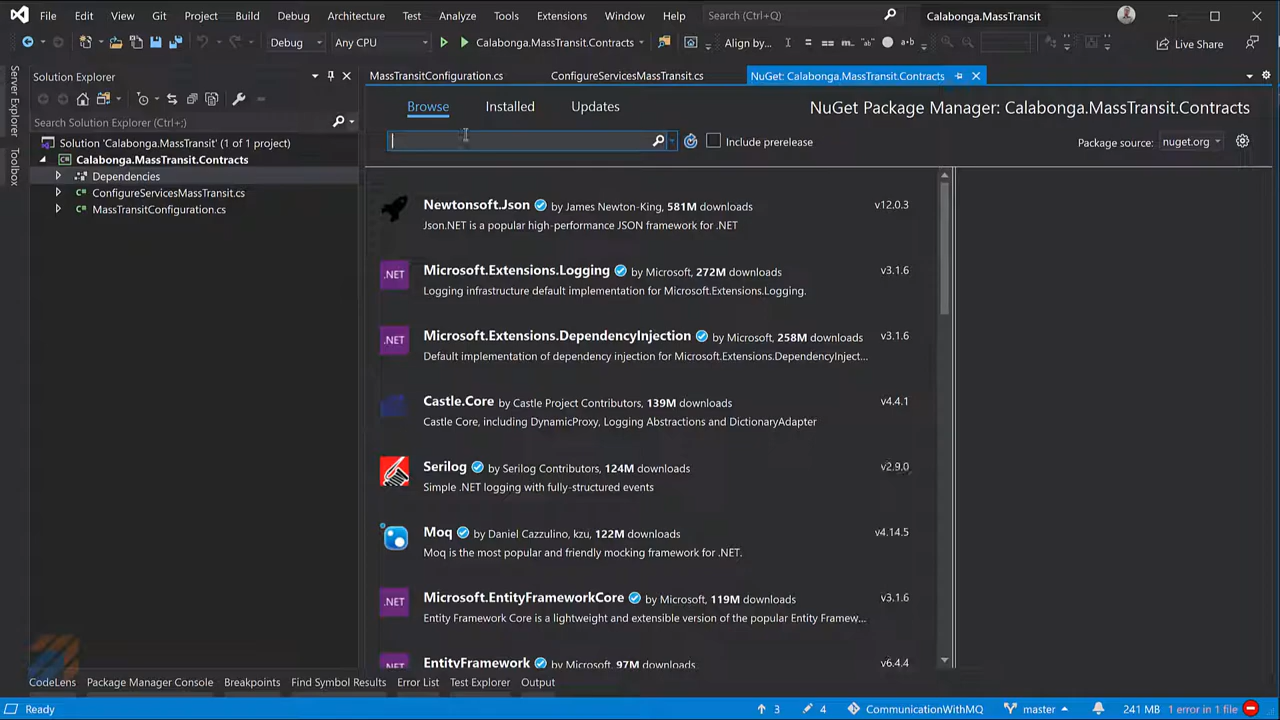 File Edit View Git Project Build Debug Architecture Test Analyze Tools Extensions Window Help Search (Ctrl+Q) Calabonga.MassTransit
Debug Any CPU Calabonga.MassTransit.Contracts Align by... Live Share
Server Explorer
Toolbox
Solution Explorer
Search Solution Explorer (Ctrl+;)
Solution 'Calabonga.MassTransit' (1 of 1 project)
Calabonga.MassTransit.Contracts
Dependencies
ConfigureServicesMassTransit.cs
MassTransitConfiguration.cs
MassTransitConfiguration.cs ConfigureServicesMassTransit.cs NuGet: Calabonga.MassTransit.Contracts
Browse Installed Updates NuGet Package Manager: Calabonga.MassTransit.Contracts
Include prerelease Package source: nuget.org
Newtonsoft.Json by James Newton-King, 581M downloads v12.0.3
Json.NET is a popular high-performance JSON framework for .NET
.NET Microsoft.Extensions.Logging by Microsoft, 272M downloads v3.1.6
Logging infrastructure default implementation for Microsoft.Extensions.Logging.
.NET Microsoft.Extensions.DependencyInjection by Microsoft, 258M downloads v3.1.6
Default implementation of dependency injection for Microsoft.Extensions.DependencyInject...
Castle.Core by Castle Project Contributors, 139M downloads v4.4.1
Castle Core, including DynamicProxy, Logging Abstractions and DictionaryAdapter
Serilog by Serilog Contributors, 124M downloads v2.9.0
Simple .NET logging with fully-structured events
Moq by Daniel Cazzulino, kzu, 122M downloads v4.14.5
Moq is the most popular and friendly mocking framework for .NET.
.NET Microsoft.EntityFrameworkCore by Microsoft, 119M downloads v3.1.6
Entity Framework Core is a lightweight and extensible version of the popular Entity Framew...
.NET EntityFramework by Microsoft, 97M downloads v6.4.4
CodeLens Package Manager Console Breakpoints Find Symbol Results Error List Test Explorer Output
Ready 3 4 CommunicationWithMQ master 241 MB 1 error in 1 file